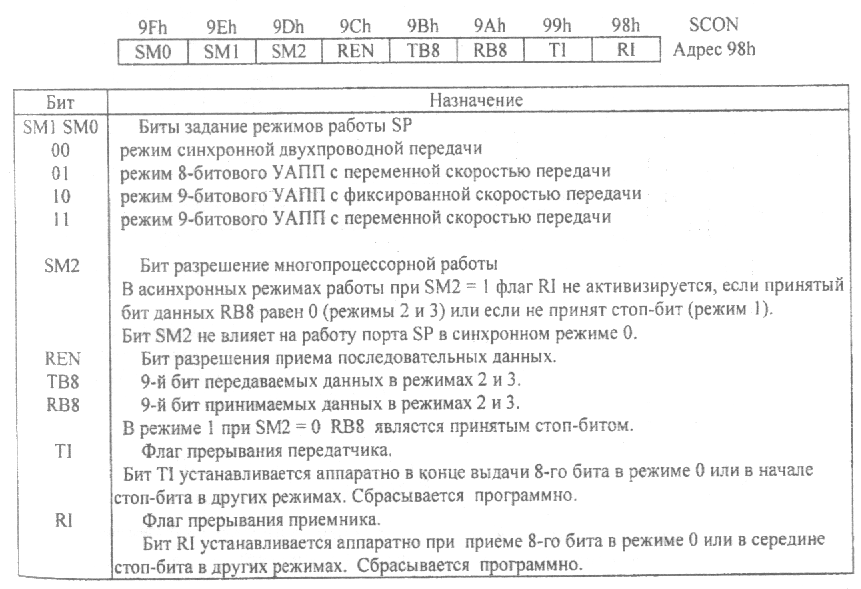 9Fh 9Eh 9Dh 9Ch 9Bh 9Ah 99h 98h SCON
SM0 SM1 SM2 REN TB8 RB8 TI RI Адрес 98h
Бит Назначение
SM1 SM0 Биты задание режимов работы SP
00 режим синхронной двухпроводной передачи
01 режим 8-битового УАПП с переменной скоростью передачи
10 режим 9-битового УАПП с фиксированной скоростью передачи
11 режим 9-битового УАПП с переменной скоростью передачи
SM2 Бит разрешение многопроцессорной работы
В асинхронных режимах работы при SM2 = 1 флаг RI не активизируется, если принятый
бит данных RB8 равен 0 (режимы 2 и 3) или если не принят стоп-бит (режим 1).
Бит SM2 не влияет на работу порта SP в синхронном режиме 0.
REN Бит разрешения приема последовательных данных.
TB8 9-й бит передаваемых данных в режимах 2 и 3.
RB8 9-й бит принимаемых данных в режимах 2 и 3.
В режиме 1 при SM2 = 0 RB8 является принятым стоп-битом.
TI Флаг прерывания передатчика.
Бит TI устанавливается аппаратно в конце выдачи 8-го бита в режиме 0 или в начале
стоп-бита в других режимах. Сбрасывается программно.
RI Флаг прерывания приемника.
Бит RI устанавливается аппаратно при приеме 8-го бита в режиме 0 или в середине
стоп-бита в других режимах. Сбрасывается программно.